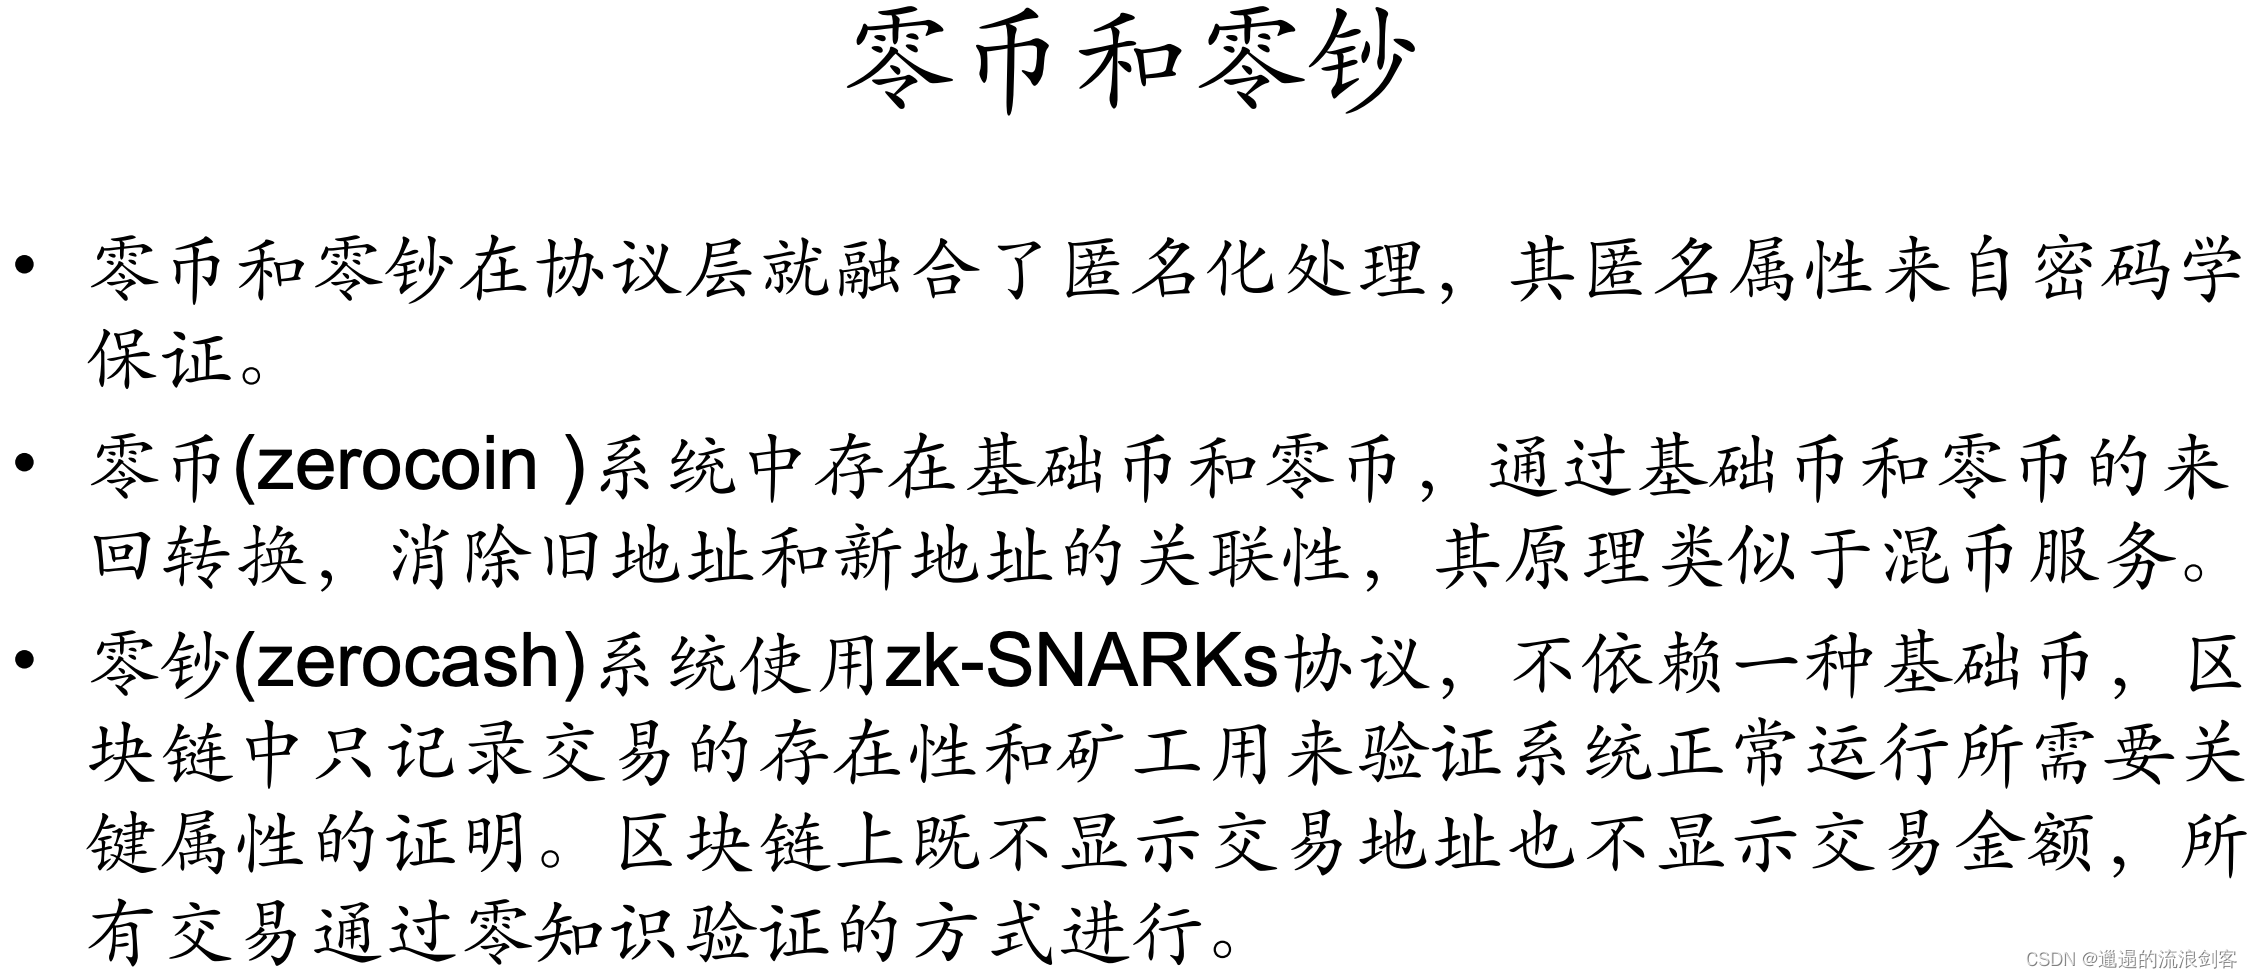 零币和零钞
• 零币和零钞在协议层就融合了匿名化处理，其匿名属性来自密码学
保证。
• 零币(zerocoin )系统中存在基础币和零币，通过基础币和零币的来
回转换，消除旧地址和新地址的关联性，其原理类似于混币服务。
• 零钞(zerocash)系统使用zk-SNARKs协议，不依赖一种基础币，区
块链中只记录交易的存在性和矿工用来验证系统正常运行所需要关
键属性的证明。区块链上既不显示交易地址也不显示交易金额，所
有交易通过零知识验证的方式进行。
CSDN @邋遢的流浪剑客